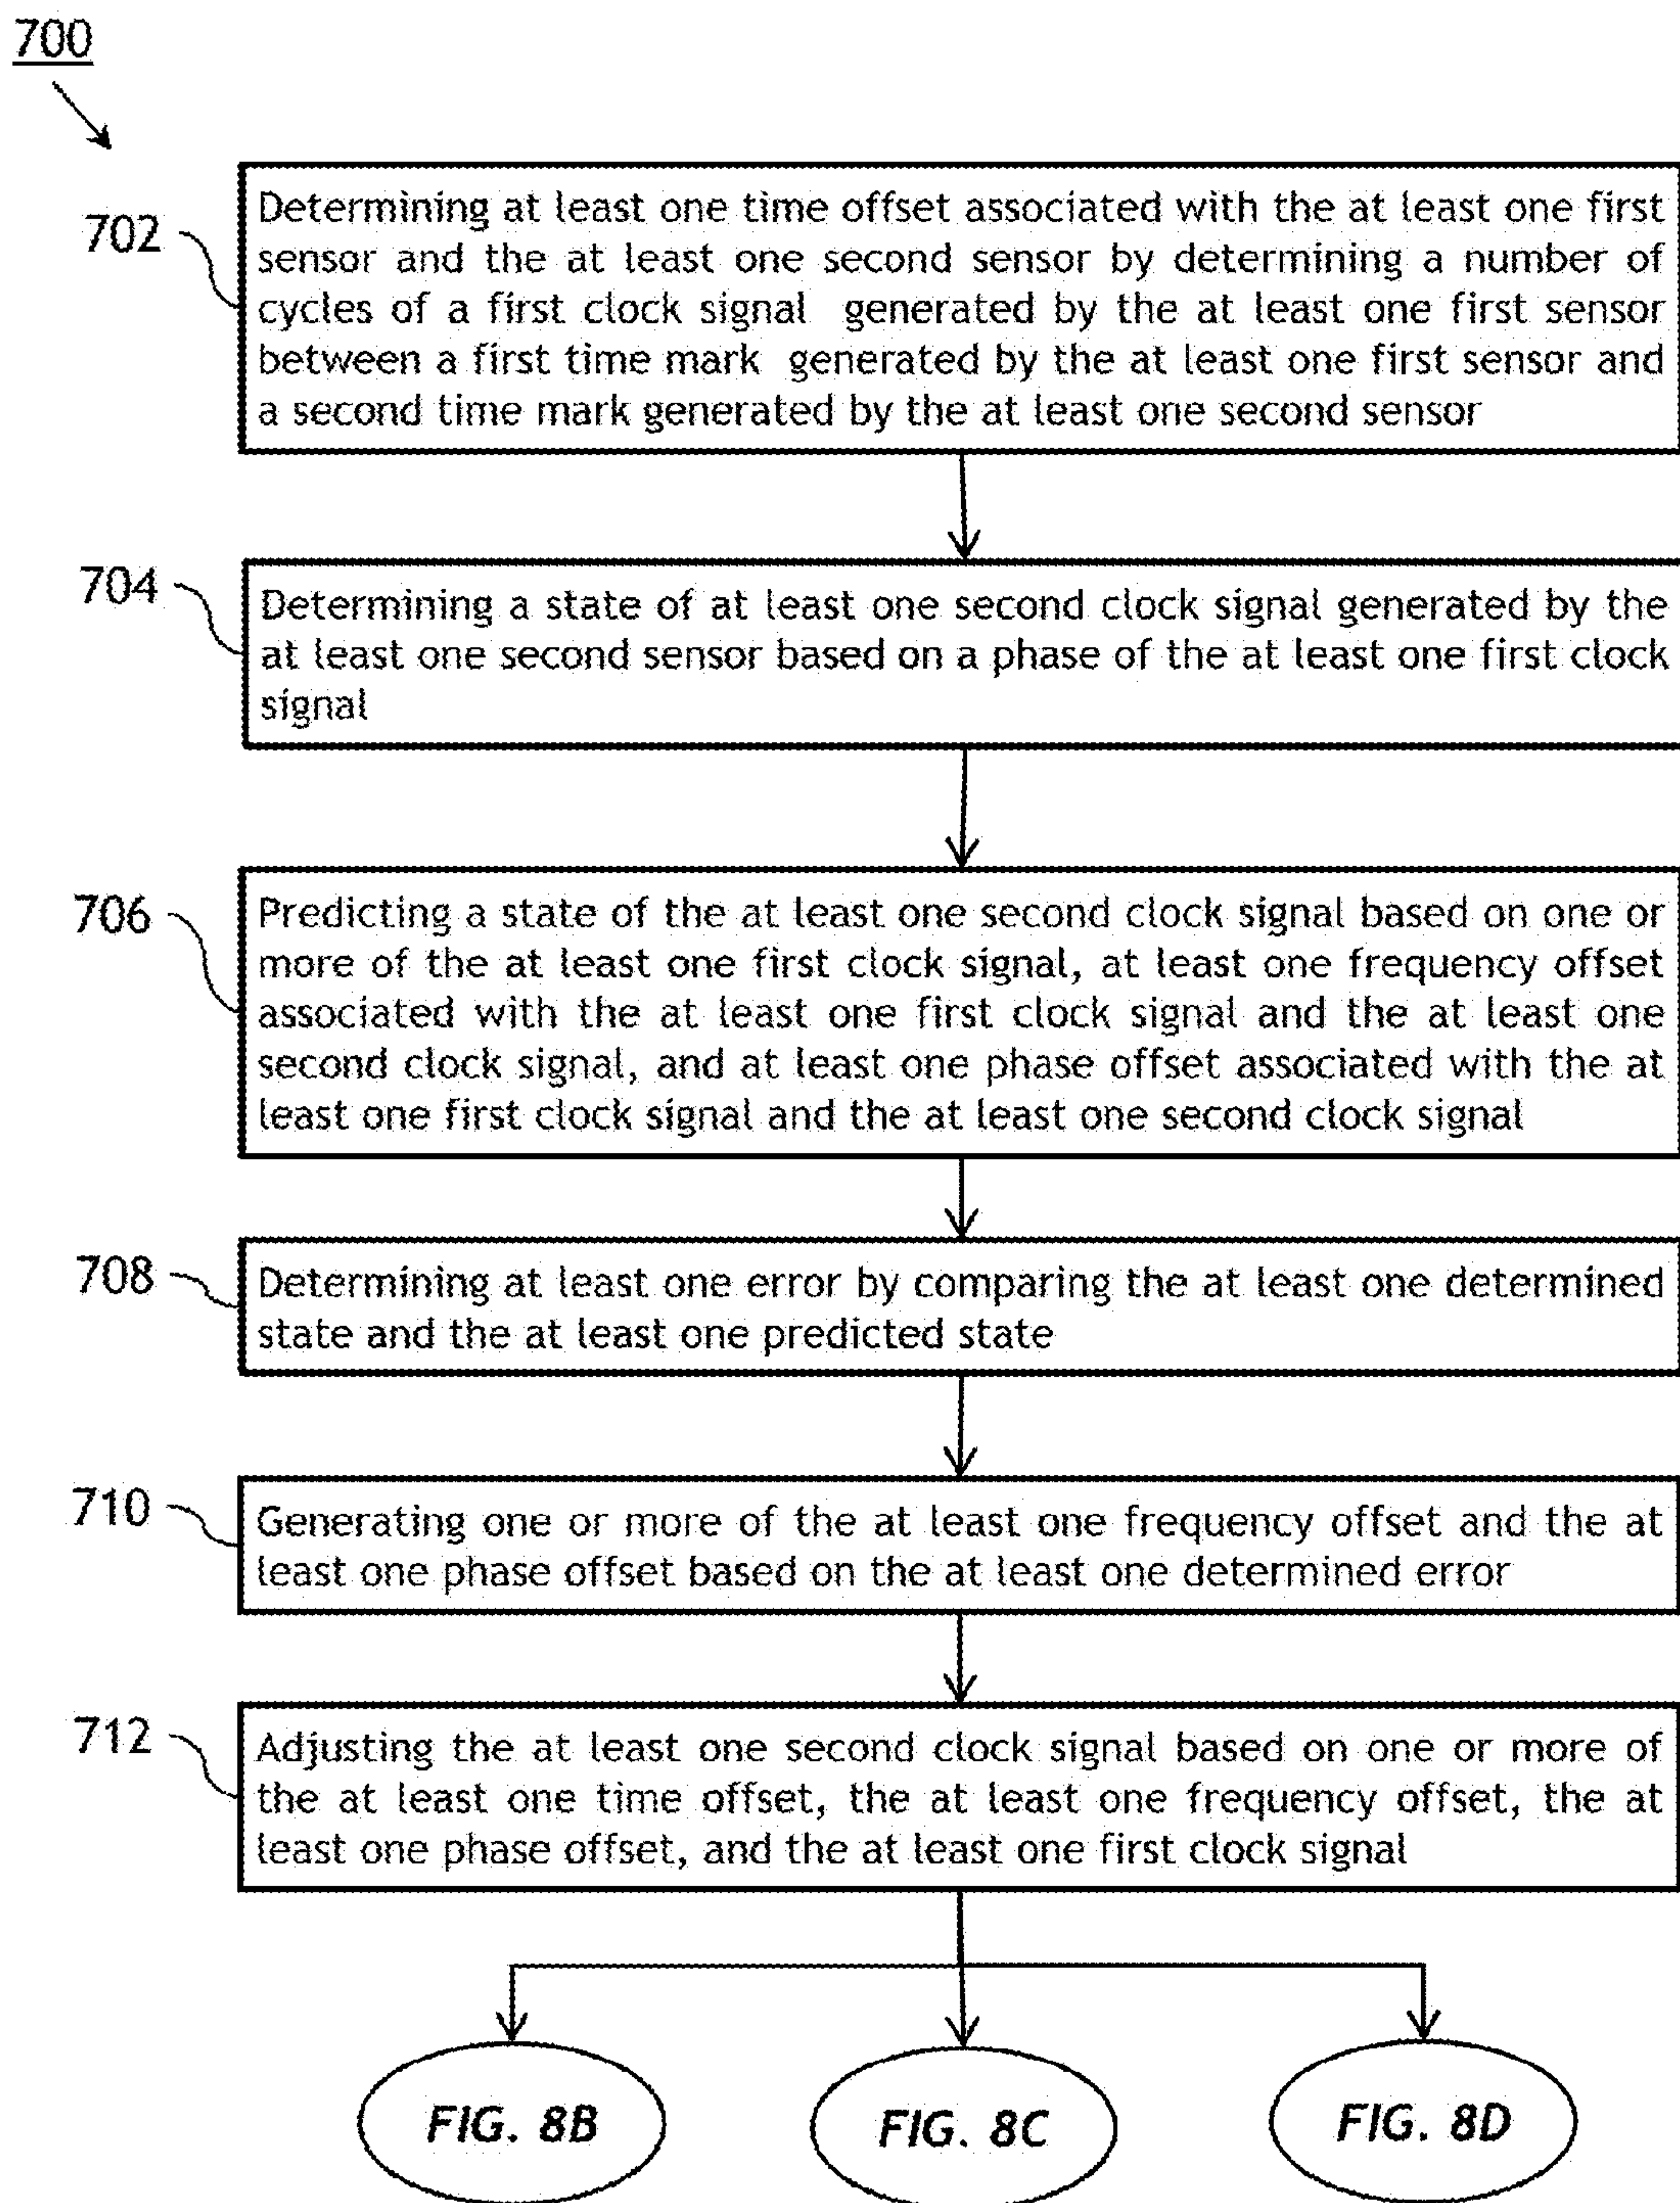 700
702
Determining at least one time offset associated with the at least one first
sensor and the at least one second sensor by determining a number of
cycles of a first clock signal generated by the at least one first sensor
between a first time mark generated by the at least one first sensor and
a second time mark generated by the at least one second sensor
704
Determining a state of at least one second clock signal generated by the
at least one second sensor based on a phase of the at least one first clock
signal
706
Predicting a state of the at least one second clock signal based on one or
more of the at least one first clock signal, at least one frequency offset
associated with the at least one first clock signal and the at least one
second clock signal, and at least one phase offset associated with the at
least one first clock signal and the at least one second clock signal
708
Determining at least one error by comparing the at least one determined
state and the at least one predicted state
710
Generating one or more of the at least one frequency offset and the at
least one phase offset based on the at least one determined error
712
Adjusting the at least one second clock signal based on one or more of
the at least one time offset, the at least one frequency offset, the at
least one phase offset, and the at least one first clock signal
FIG. 8B
FIG. 8C
FIG. 8D